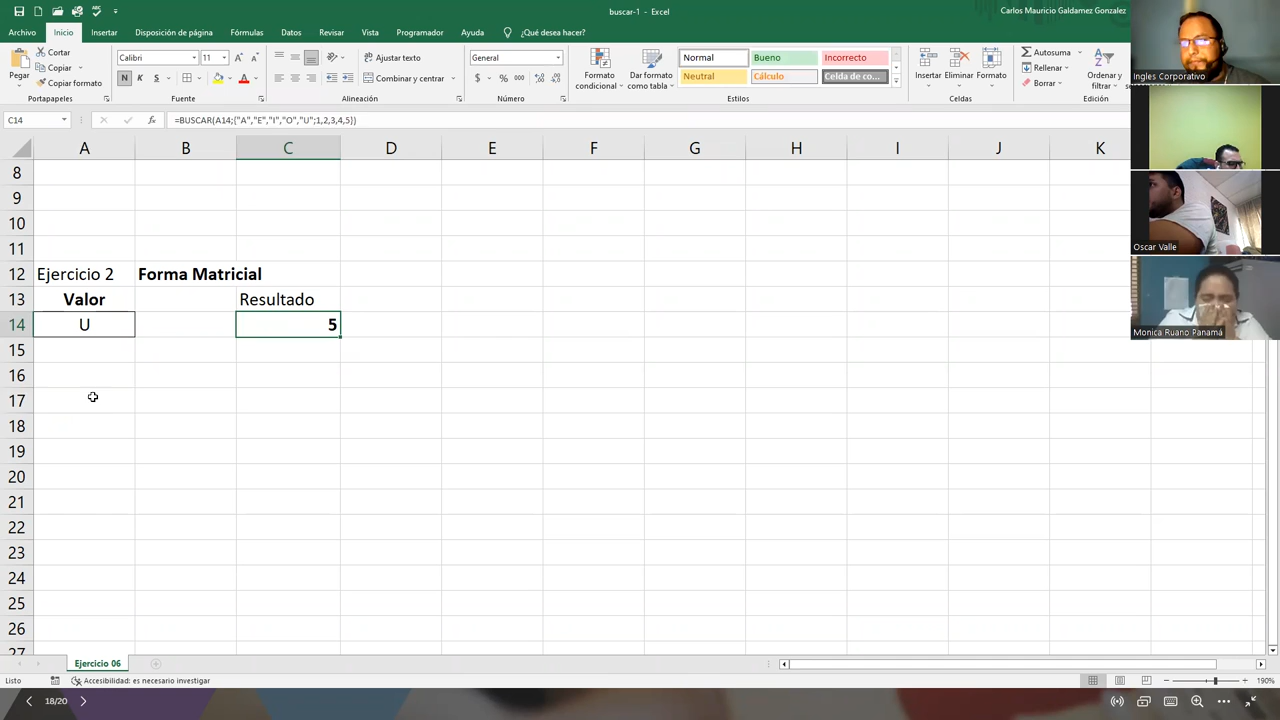 buscar-1 - Excel
Carlos Mauricio Galdamez Gonzalez
Archivo Inicio Insertar Disposición de página Fórmulas Datos Revisar Vista Programador Ayuda ¿Qué desea hacer?
Pegar
Cortar
Copiar
Copiar formato
Portapapeles
Calibri 11
N K S
Fuente
Ajustar texto
Combinar y centrar
Alineación
General
$ % 000
Número
Formato condicional
Dar formato como tabla
Normal Bueno Incorrecto
Neutral Cálculo Celda de co...
Estilos
Insertar Eliminar Formato
Celdas
Autosuma
Rellenar
Borrar
Ordenar y filtrar
Edición
C14 fx =BUSCAR(A14;{"A","E","I","O","U";1,2,3,4,5})
A B C D E F G H I J K
8
9
10
11
12 Ejercicio 2 Forma Matricial
13 Valor Resultado
14 U 5
15
16
17
18
19
20
21
22
23
24
25
26
27
Ejercicio 06
Listo Accesibilidad: es necesario investigar 190%
18/20
Ingles Corporativo
Oscar Valle
Monica Ruano Panamá